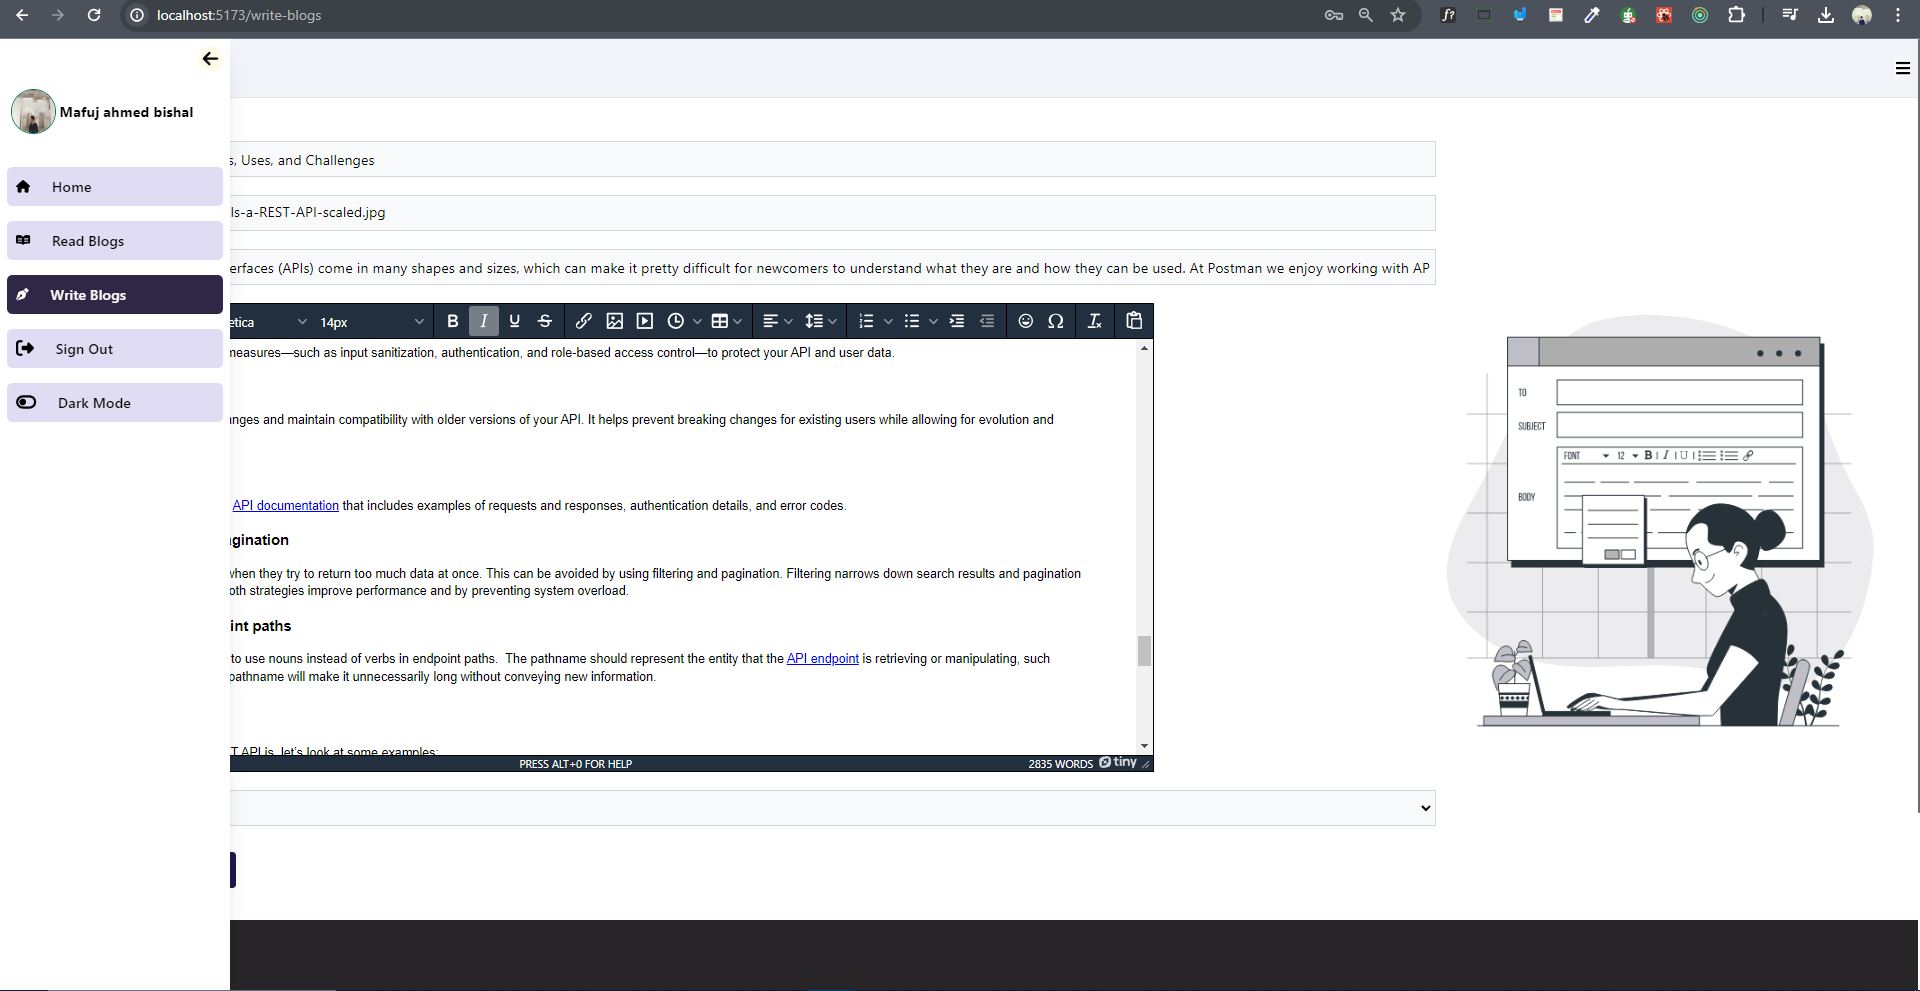 localhost:5173/write-blogs
Mafuj ahmed bishal
Home
Read Blogs
Write Blogs
Sign Out
Dark Mode
s, Uses, and Challenges
Is-a-REST-API-scaled.jpg
erfaces (APIs) come in many shapes and sizes, which can make it pretty difficult for newcomers to understand what they are and how they can be used. At Postman we enjoy working with AP
etica 14px B I U S
measures—such as input sanitization, authentication, and role-based access control—to protect your API and user data.
anges and maintain compatibility with older versions of your API. It helps prevent breaking changes for existing users while allowing for evolution and
API documentation that includes examples of requests and responses, authentication details, and error codes.
agination
when they try to return too much data at once. This can be avoided by using filtering and pagination. Filtering narrows down search results and pagination
oth strategies improve performance and by preventing system overload.
int paths
to use nouns instead of verbs in endpoint paths. The pathname should represent the entity that the API endpoint is retrieving or manipulating, such
pathname will make it unnecessarily long without conveying new information.
T API is, let's look at some examples:
PRESS ALT+0 FOR HELP
2835 WORDS tiny
TO
SUBJECT
FONT 12 B I U
BODY